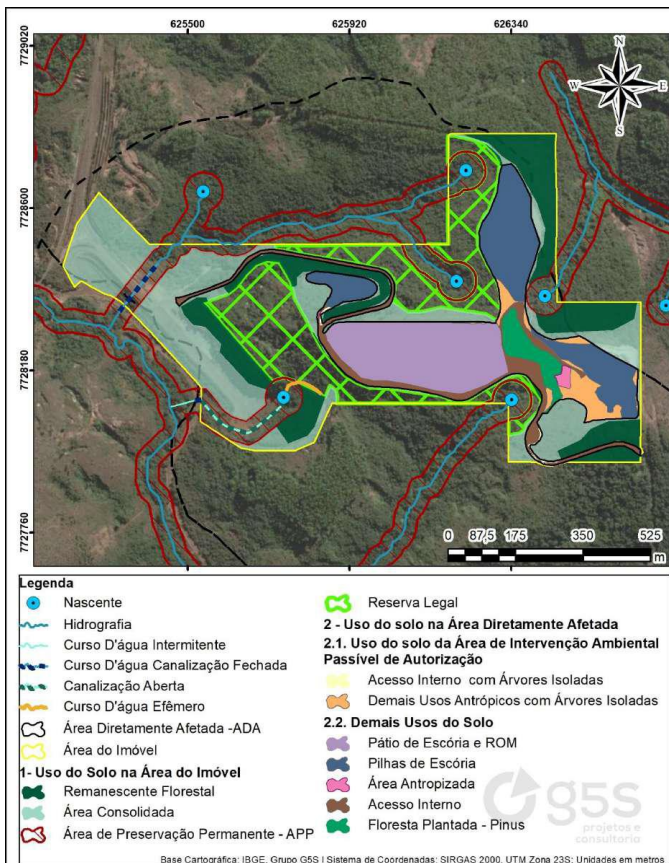 625500 625920 626340
7729020
7728600
7728180
7727760
N
W E
S
0 87,5 175 350 525
m
Legenda
Nascente
Hidrografia
Curso D'água Intermitente
Curso D'água Canalização Fechada
Canalização Aberta
Curso D'água Efêmero
Área Diretamente Afetada -ADA
Área do Imóvel
1- Uso do Solo na Área do Imóvel
Remanescente Florestal
Área Consolidada
Área de Preservação Permanente - APP
Reserva Legal
2 - Uso do solo na Área Diretamente Afetada
2.1. Uso do solo da Área de Intervenção Ambiental
Passível de Autorização
Acesso Interno com Árvores Isoladas
Demais Usos Antrópicos com Árvores Isoladas
2.2. Demais Usos do Solo
Pátio de Escória e ROM
Pilhas de Escória
Área Antropizada
Acesso Interno
Floresta Plantada - Pinus
g5s
projetos e
consultoria
Base Cartográfica: IBGE, Grupo G5S | Sistema de Coordenadas: SIRGAS 2000, UTM Zona 23S; Unidades em metros